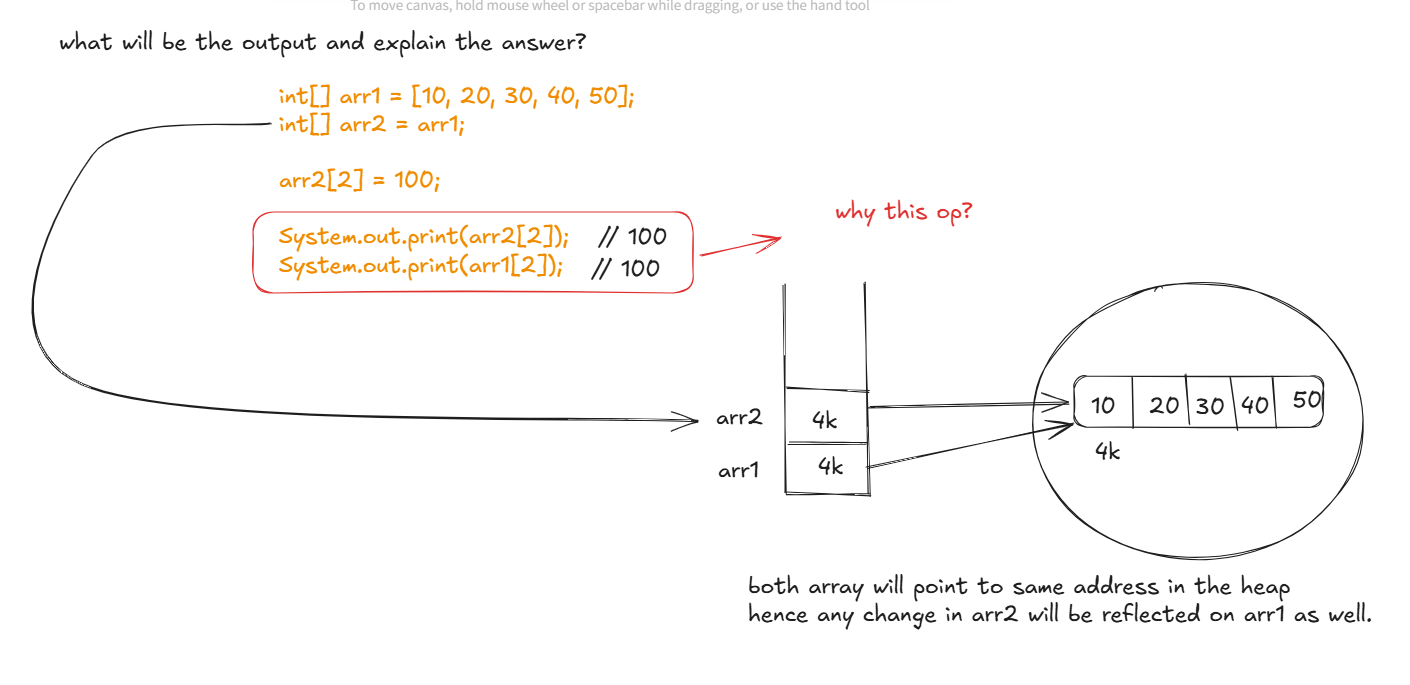 To move canvas, hold mouse wheel or spacebar while dragging, or use the hand tool
what will be the output and explain the answer?
int[] arr1 = [10, 20, 30, 40, 50];
int[] arr2 = arr1;
arr2[2] = 100;
System.out.print(arr2[2]); // 100
System.out.print(arr1[2]); // 100
why this op?
arr2 4k
arr1 4k
10 20 30 40 50
4k
both array will point to same address in the heap
hence any change in arr2 will be reflected on arr1 as well.